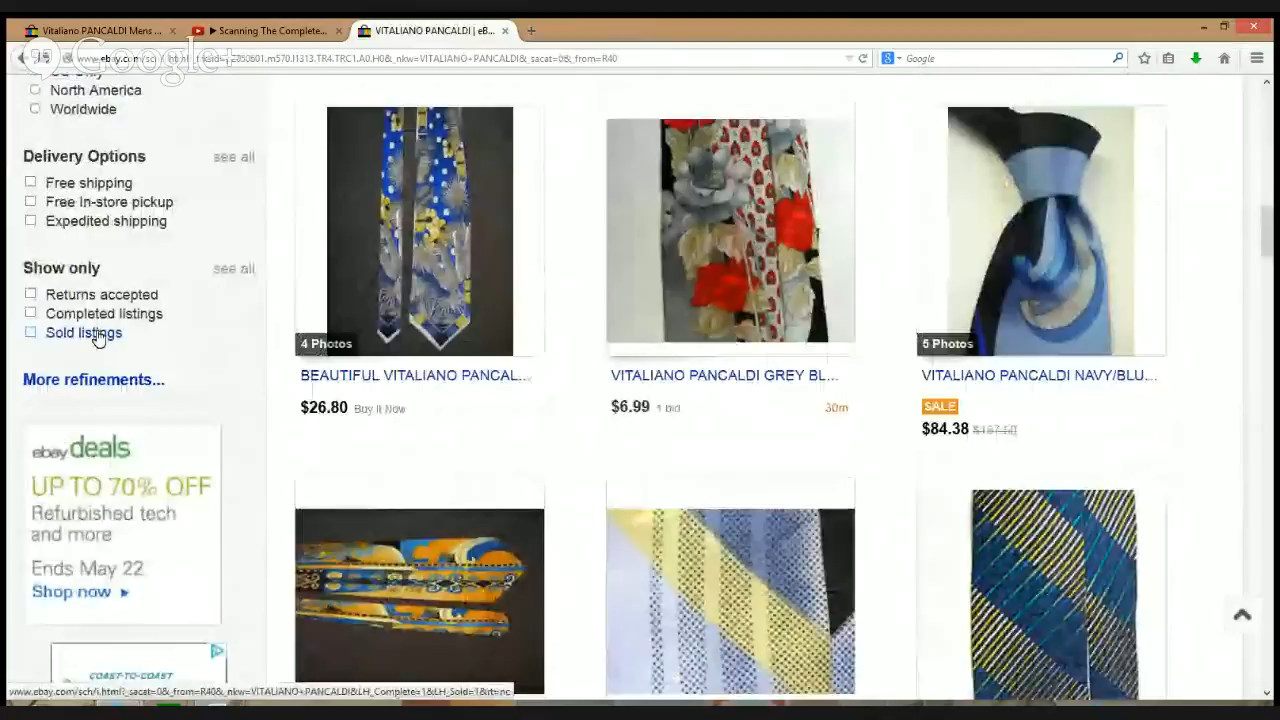 Vitaliano PANCALDI Mens ...
Scanning The Complete...
VITALIANO PANCALDI | eB...
Google+
Google
North America
Worldwide
Delivery Options see all
Free shipping
Free In-store pickup
Expedited shipping
Show only see all
Returns accepted
Completed listings
Sold listings
More refinements...
ebay deals
UP TO 70% OFF
Refurbished tech
and more
Ends May 22
Shop now
COAST-TO-COAST
4 Photos
BEAUTIFUL VITALIANO PANCAL...
$26.80 Buy It Now
VITALIANO PANCALDI GREY BL...
$6.99 1 bid 30m
5 Photos
VITALIANO PANCALDI NAVY/BLU...
SALE
$84.38
www.ebay.com/sch/i.html?_sacat=0&_from=R40&_nkw=VITALIANO+PANCALDI&LH_Complete=1&LH_Sold=1&rt=nc